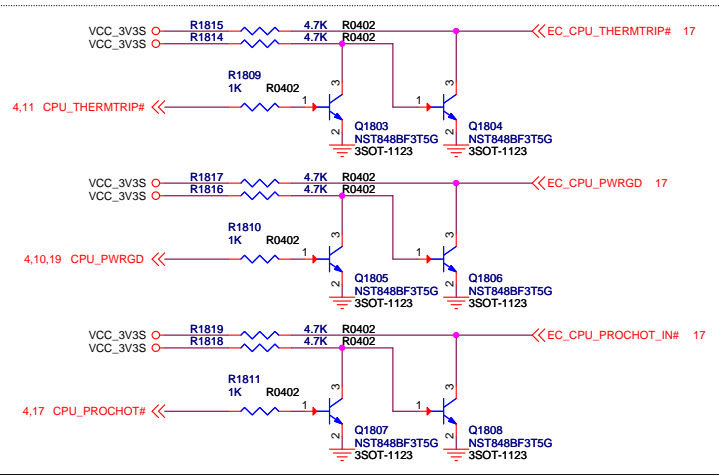 VCC_3V3S R1815 4.7K R0402 EC_CPU_THERMTRIP# 17
VCC_3V3S R1814 4.7K R0402
R1809
1K R0402
4,11 CPU_THERMTRIP# 1 3 2 1 3 2
Q1803 Q1804
NST848BF3T5G NST848BF3T5G
3SOT-1123 3SOT-1123
VCC_3V3S R1817 4.7K R0402 EC_CPU_PWRGD 17
VCC_3V3S R1816 4.7K R0402
R1810
1K R0402
4,10,19 CPU_PWRGD 1 3 2 1 3 2
Q1805 Q1806
NST848BF3T5G NST848BF3T5G
3SOT-1123 3SOT-1123
VCC_3V3S R1819 4.7K R0402 EC_CPU_PROCHOT_IN# 17
VCC_3V3S R1818 4.7K R0402
R1811
1K R0402
4,17 CPU_PROCHOT# 1 3 2 1 3 2
Q1807 Q1808
NST848BF3T5G NST848BF3T5G
3SOT-1123 3SOT-1123